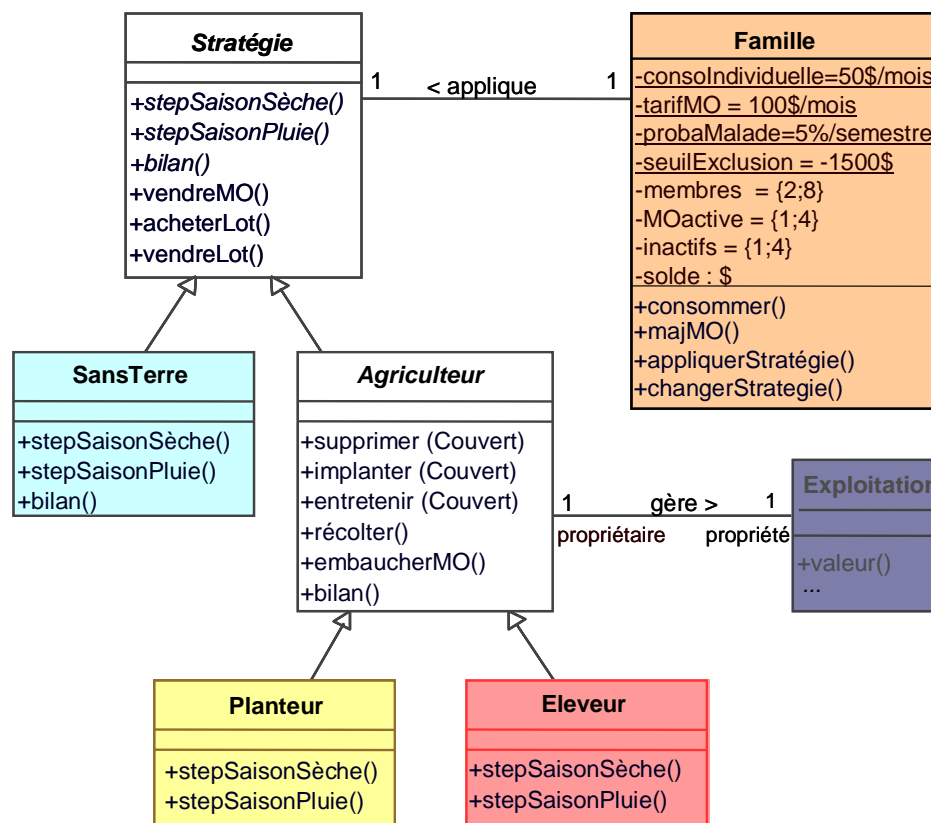 Stratégie
+stepSaisonSèche()
+stepSaisonPluie()
+bilan()
+vendreMO()
+acheterLot()
+vendreLot()
1
< applique
1
Famille
-consoIndividuelle=50$/mois
-tarifMO = 100$/mois
-probaMalade=5%/semestre
-seuilExclusion = -1500$
-membres = {2;8}
-MOactive = {1;4}
-inactifs = {1;4}
-solde : $
+consommer()
+majMO()
+appliquerStratégie()
+changerStrategie()
SansTerre
+stepSaisonSèche()
+stepSaisonPluie()
+bilan()
Agriculteur
+supprimer (Couvert)
+implanter (Couvert)
+entretenir (Couvert)
+récolter()
+embaucherMO()
+bilan()
1
gère >
1
propriétaire
propriété
Exploitation
+valeur()
...
Planteur
+stepSaisonSèche()
+stepSaisonPluie()
Eleveur
+stepSaisonSèche()
+stepSaisonPluie()